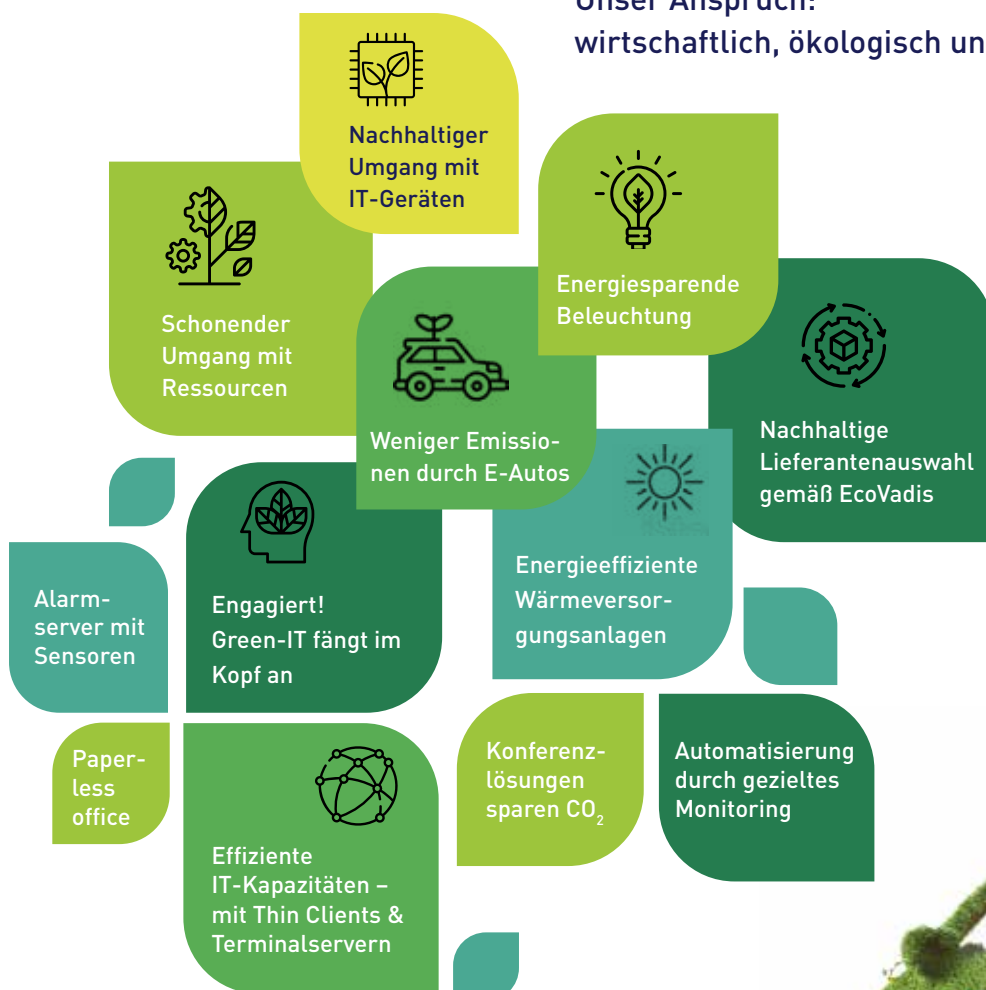 Unser Anspruch:
wirtschaftlich, ökologisch un
Nachhaltiger
Umgang mit
IT-Geräten
Energiesparende
Beleuchtung
Schonender
Umgang mit
Ressourcen
Weniger Emissio-
nen durch E-Autos
Nachhaltige
Lieferantenauswahl
gemäß EcoVadis
Alarm-
server mit
Sensoren
Engagiert!
Green-IT fängt im
Kopf an
Energieeffiziente
Wärmeversor-
gungsanlagen
Paper-
less
office
Effiziente
IT-Kapazitäten –
mit Thin Clients &
Terminalservern
Konferenz-
lösungen
sparen CO₂
Automatisierung
durch gezieltes
Monitoring